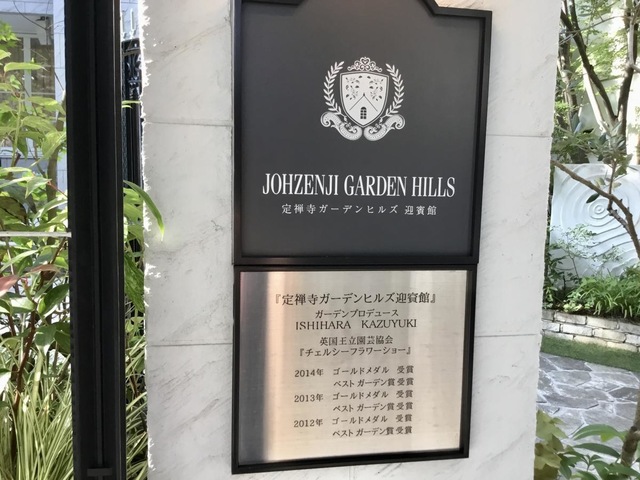 JOHZENJI GARDEN HILLS
定禅寺ガーデンヒルズ 迎賓館
『定禅寺ガーデンヒルズ迎賓館』
ガーデンプロデュース
ISHIHARA KAZUYUKI
英国王立園芸協会
『チェルシーフラワーショー』
2014年 ゴールドメダル 受賞
ベストガーデン賞 受賞
2013年 ゴールドメダル 受賞
ベストガーデン賞 受賞
2012年 ゴールドメダル 受賞
ベストガーデン賞 受賞